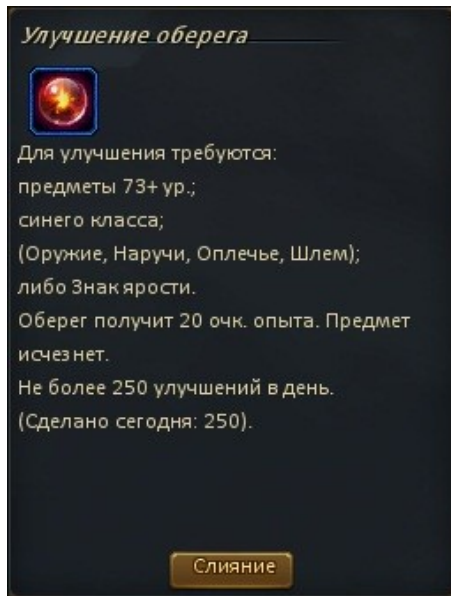 Улучшение оберега
Для улучшения требуются:
предметы 73+ ур.;
синего класса;
(Оружие, Наручи, Оплечье, Шлем);
либо Знак ярости.
Оберег получит 20 очк. опыта. Предмет
исчезнет.
Не более 250 улучшений в день.
(Сделано сегодня: 250).
Слияние